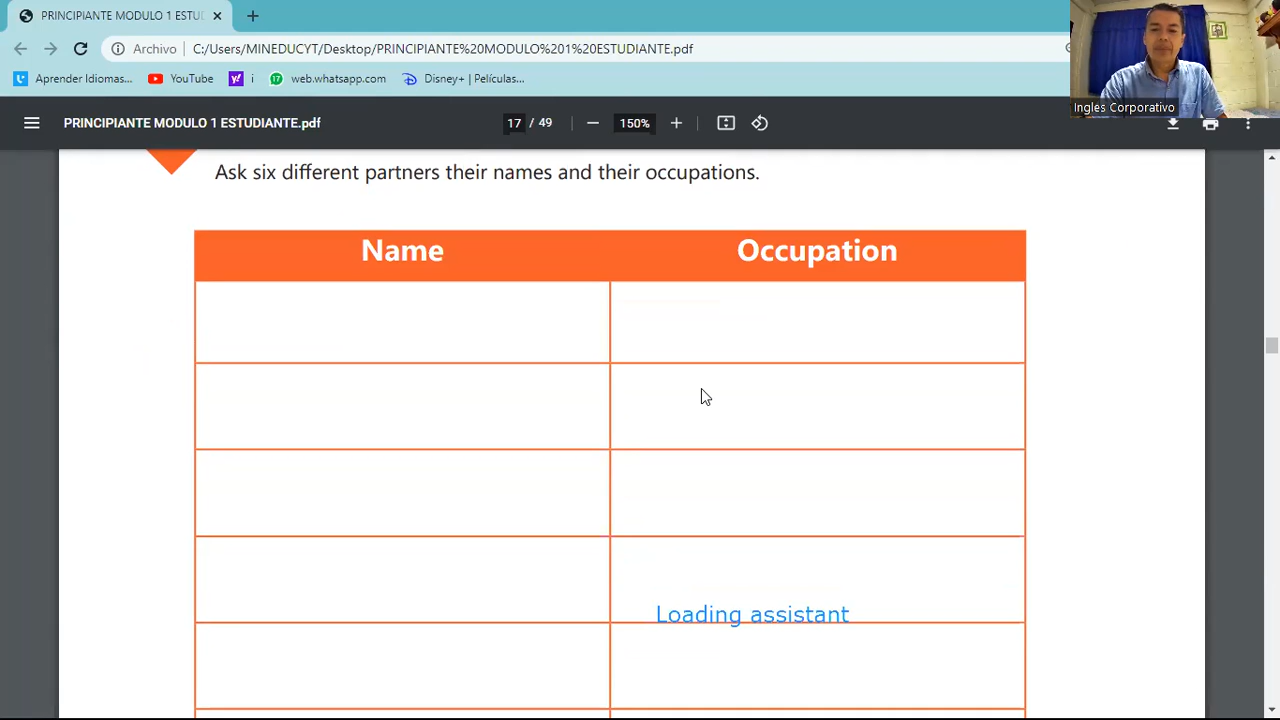 PRINCIPIANTE MODULO 1 ESTU
Archivo
C:/Users/MINEDUCYT/Desktop/PRINCIPIANTE%20MODULO%201%20ESTUDIANTE.pdf
Aprender Idiomas...
YouTube
i
web.whatsapp.com
Disney+ | Películas...
Ingles Corporativo
PRINCIPIANTE MODULO 1 ESTUDIANTE.pdf
17 / 49
150%
Ask six different partners their names and their occupations.
Name
Occupation
Loading assistant